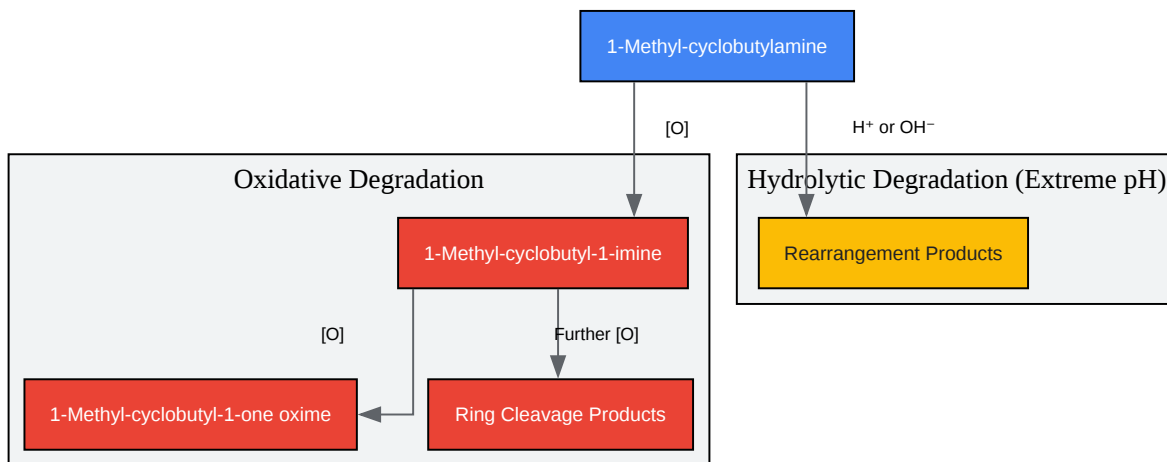 1-Methyl-cyclobutylamine
[O]
H⁺ or OH⁻
Oxidative Degradation
Hydrolytic Degradation (Extreme pH)
1-Methyl-cyclobutyl-1-imine
Rearrangement Products
[O]
Further [O]
1-Methyl-cyclobutyl-1-one oxime
Ring Cleavage Products